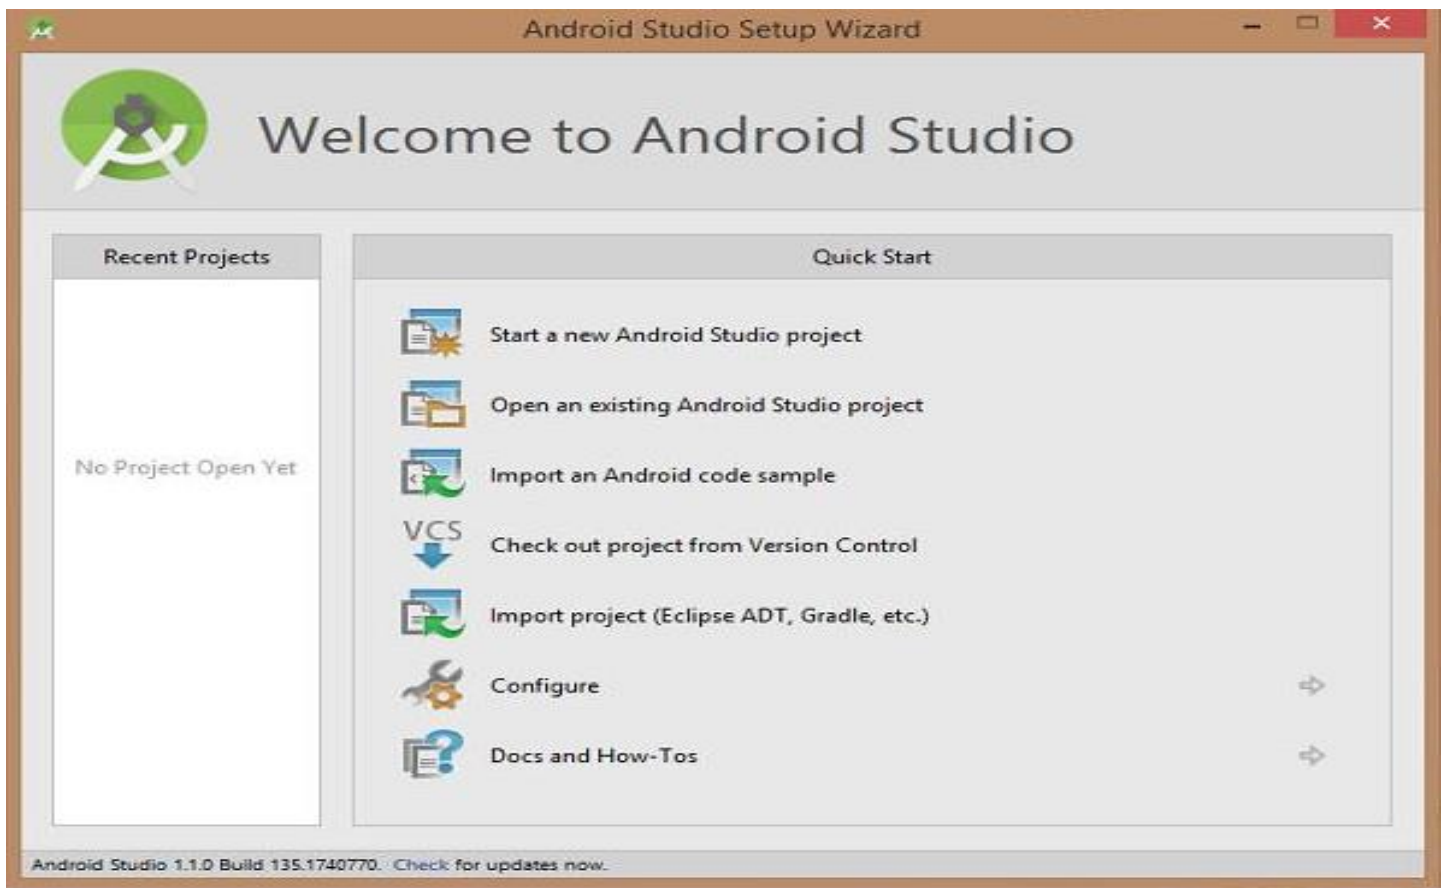 Android Studio Setup Wizard
Welcome to Android Studio
Recent Projects
No Project Open Yet
Quick Start
Start a new Android Studio project
Open an existing Android Studio project
Import an Android code sample
VCS
Check out project from Version Control
Import project (Eclipse ADT, Gradle, etc.)
Configure
Docs and How-Tos
Android Studio 1.1.0 Build 135.1740770. Check for updates now.